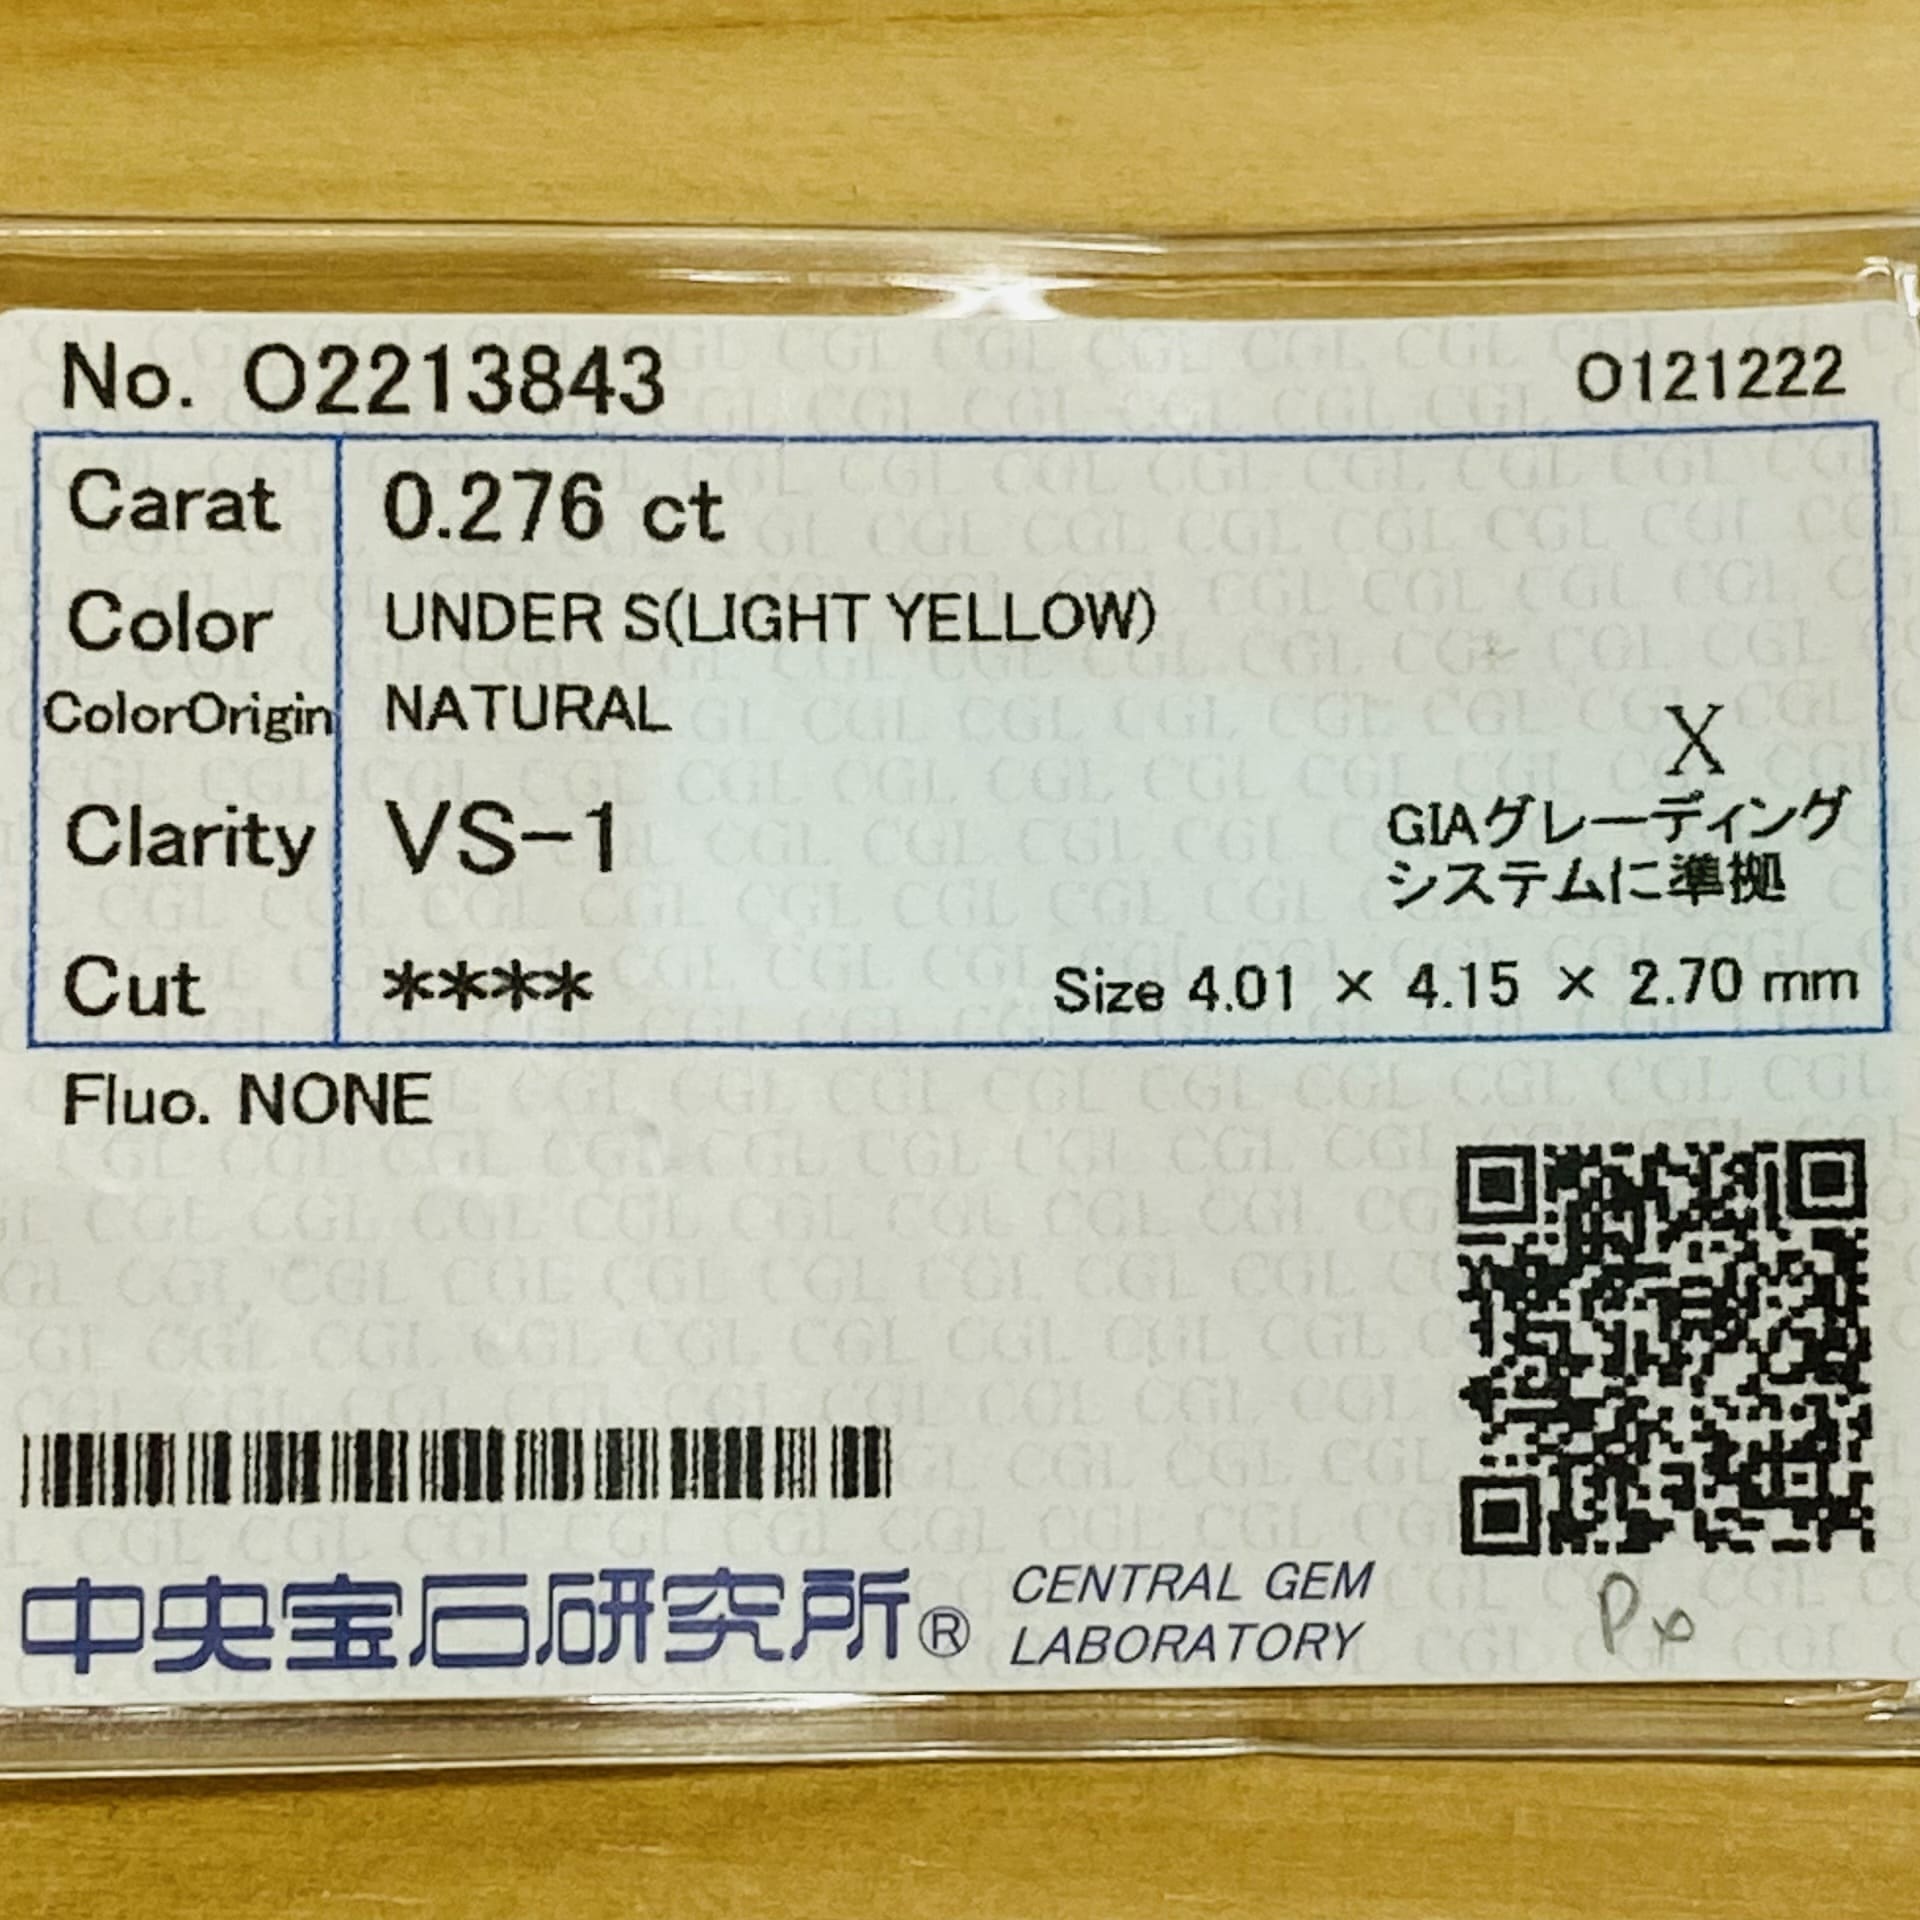 No. O2213843 O121222
Carat 0.276 ct
Color UNDER S(LIGHT YELLOW)
ColorOrigin NATURAL
X
Clarity VS-1
GIAグレーディング
システムに準拠
Cut **** Size 4.01 × 4.15 × 2.70 mm
Fluo. NONE
中央宝石研究所® CENTRAL GEM
LABORATORY